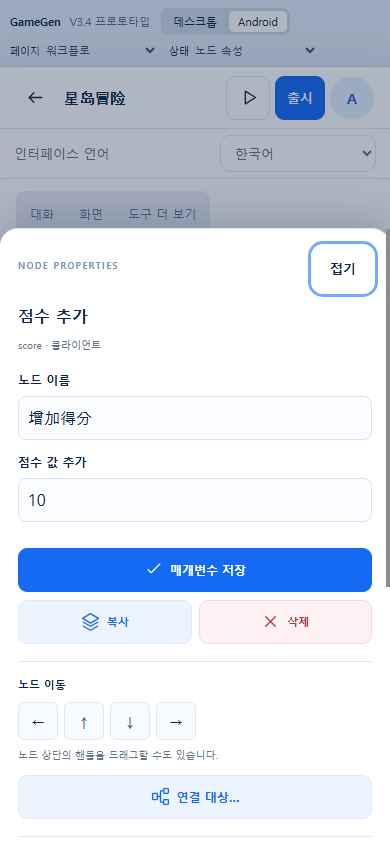 GameGen V3.4 프로토타입 데스크톱 Android
페이지 워크플로 상태 노드 속성
星岛冒险 출시 A
인터페이스 언어 한국어
대화 화면 도구 더 보기
NODE PROPERTIES 접기
점수 추가
score · 클라이언트
노드 이름
增加得分
점수 값 추가
10
매개변수 저장
복사 삭제
노드 이동
← ↑ ↓ →
노드 상단의 핸들을 드래그할 수도 있습니다.
연결 대상...